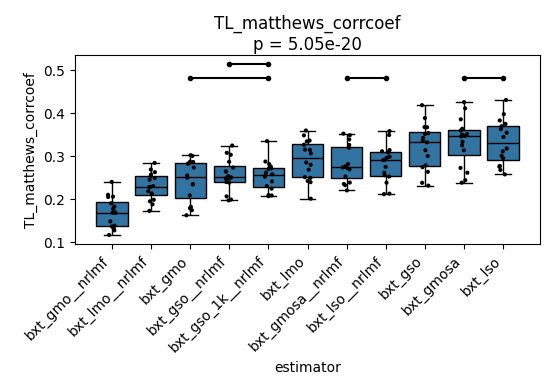 TL_matthews_corrcoef
p = 5.05e-20
TL_matthews_corrcoef
0.5
0.4
0.3
0.2
0.1
bxt_gmo__nrlmf
bxt_lmo__nrlmf
bxt_gmo
bxt_gso__nrlmf
bxt_gso_1k__nrlmf
bxt_lmo
bxt_gmosa__nrlmf
bxt_lso__nrlmf
bxt_gso
bxt_gmosa
bxt_lso
estimator